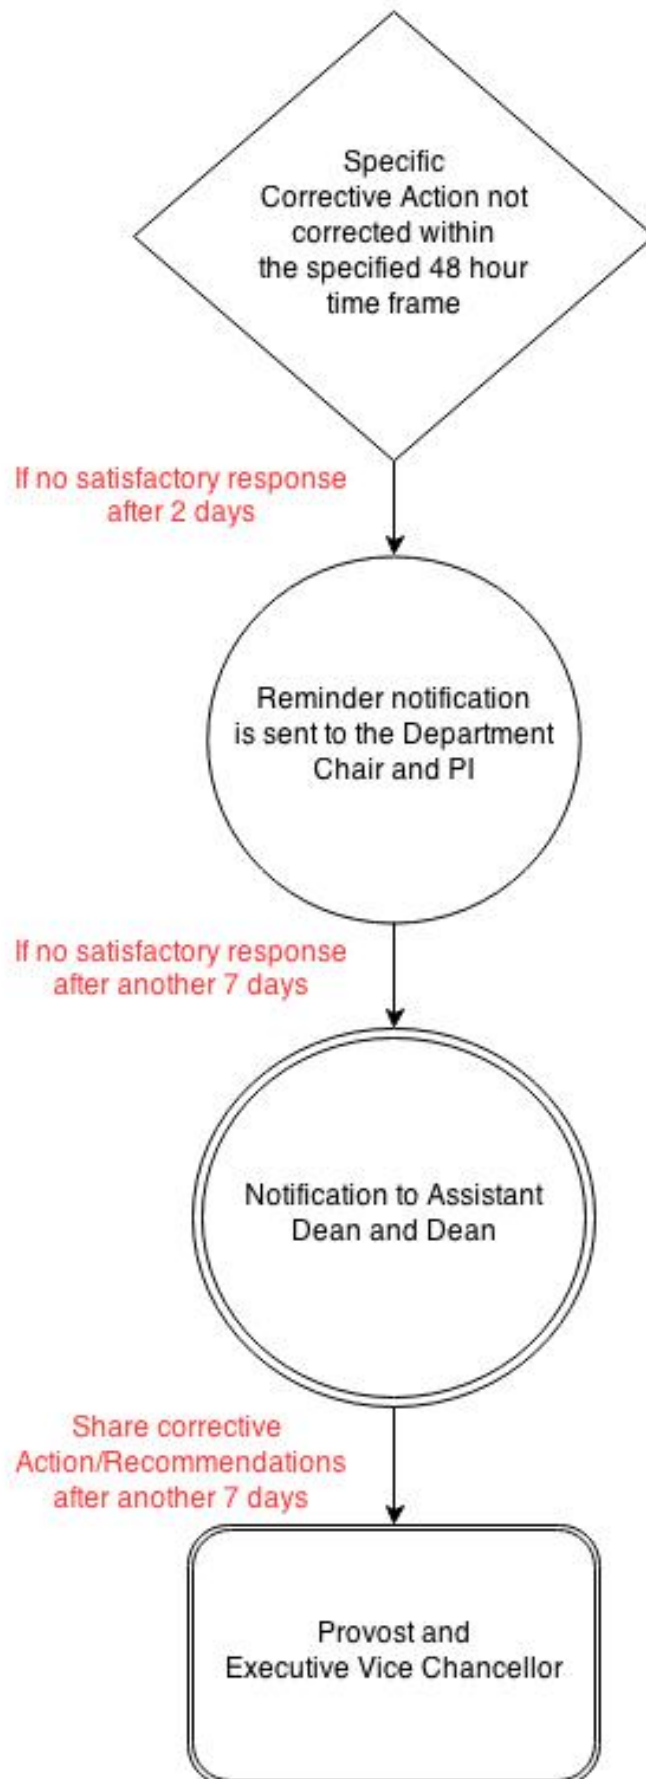 Specific
Corrective Action not
corrected within
the specified 48 hour
time frame
If no satisfactory response
after 2 days
Reminder notification
is sent to the Department
Chair and PI
If no satisfactory response
after another 7 days
Notification to Assistant
Dean and Dean
Share corrective
Action/Recommendations
after another 7 days
Provost and
Executive Vice Chancellor